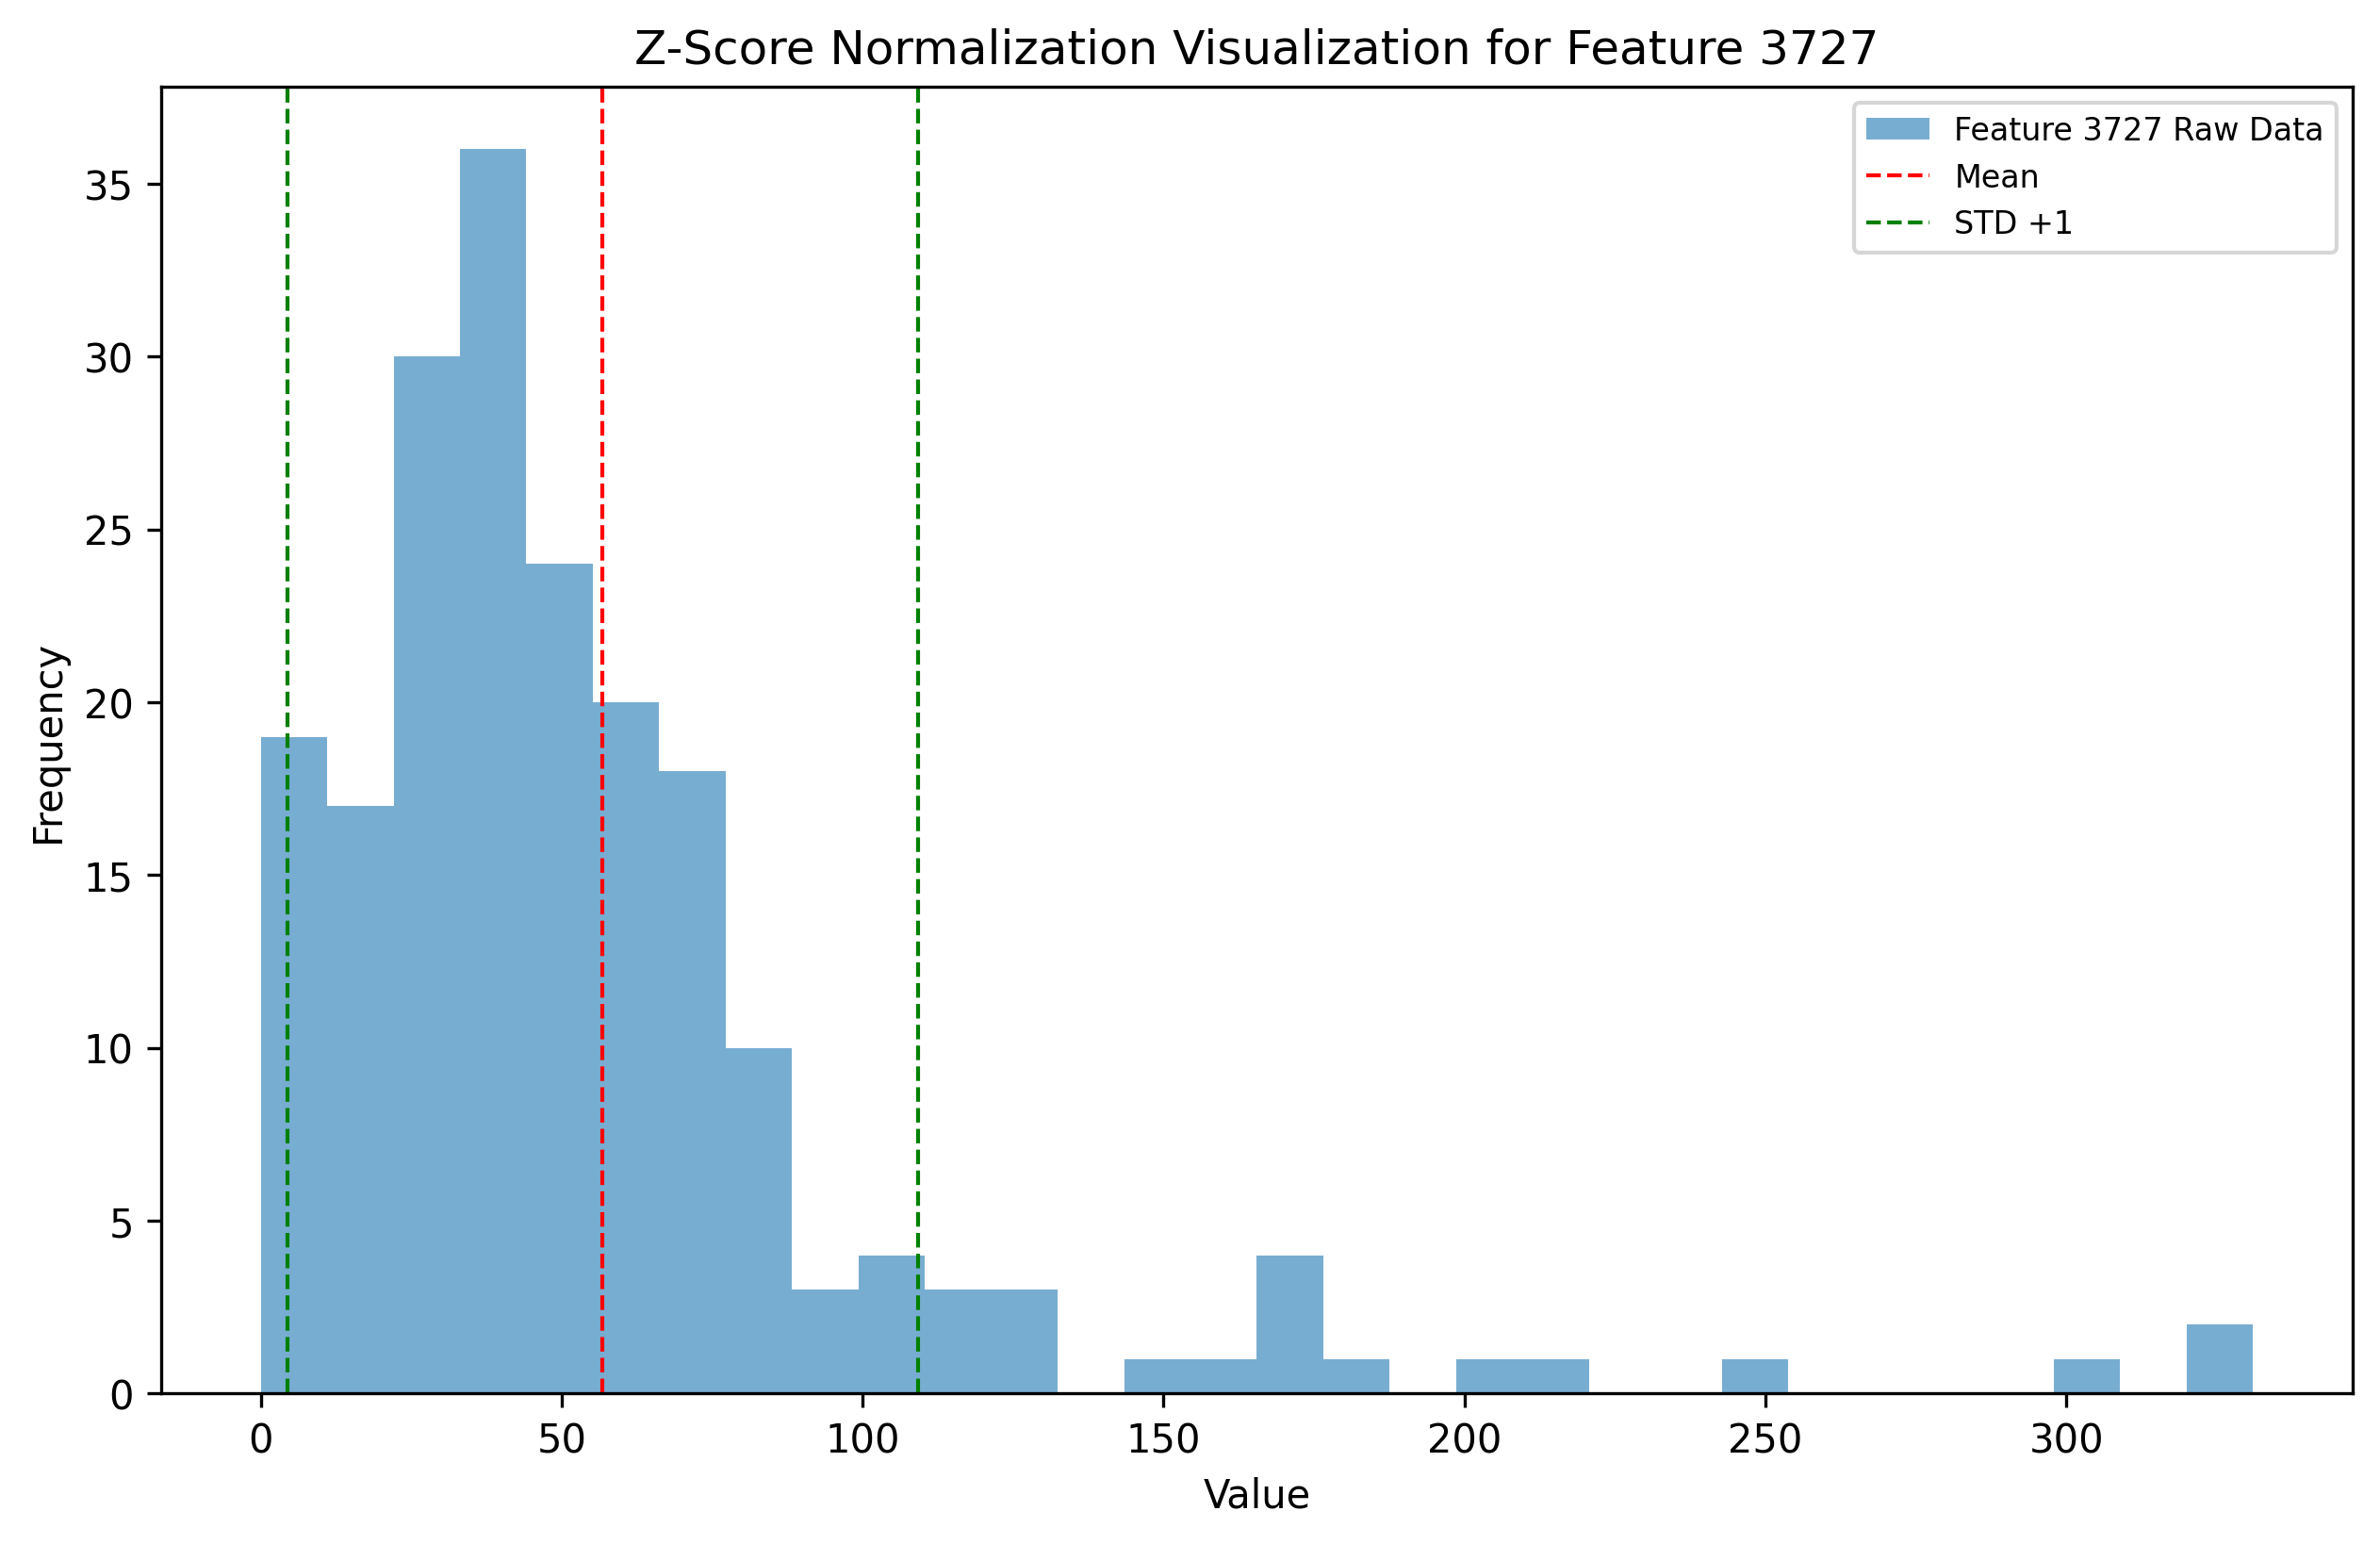 Z-Score Normalization Visualization for Feature 3727
Feature 3727 Raw Data
Mean
STD +1
35
30
25
20
15
10
5
0
Frequency
0 50 100 150 200 250 300
Value